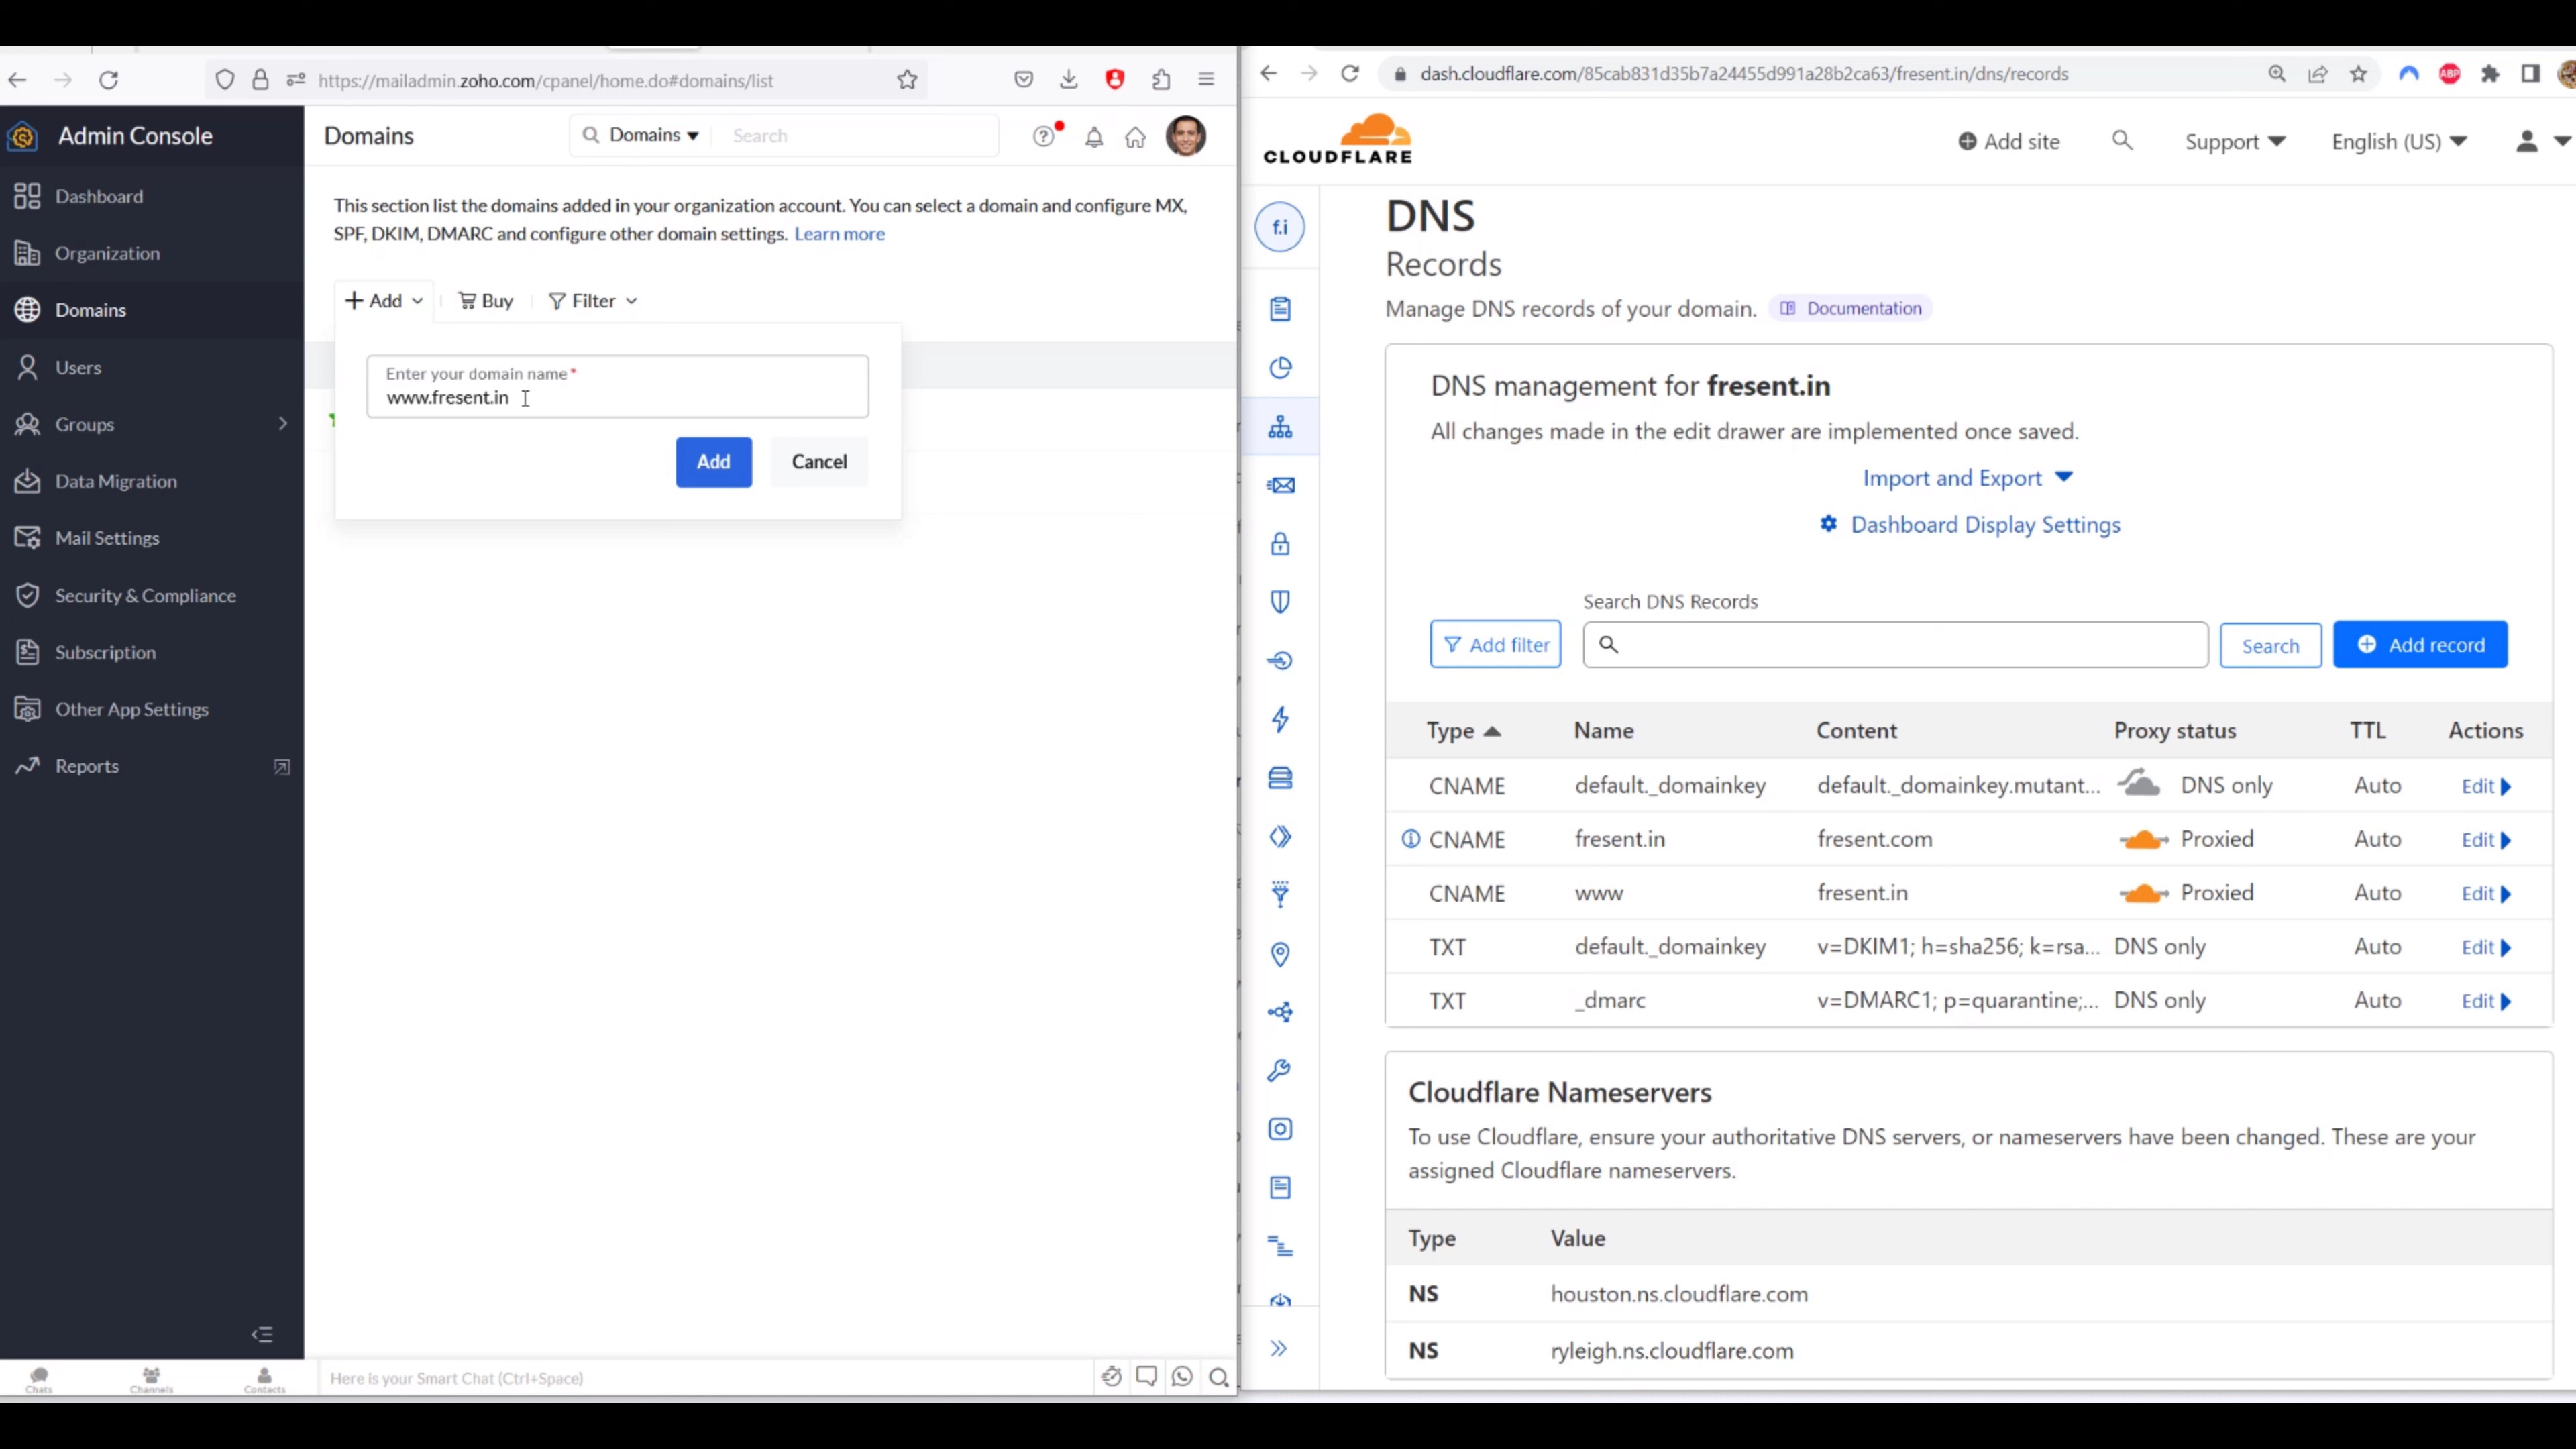 https://mailadmin.zoho.com/cpanel/home.do#domains/list
Admin Console
Dashboard
Organization
Domains
Users
Groups
Data Migration
Mail Settings
Security & Compliance
Subscription
Other App Settings
Reports
Domains
Domains
Search
This section list the domains added in your organization account. You can select a domain and configure MX,
SPF, DKIM, DMARC and configure other domain settings. Learn more
Add
Buy
Filter
Enter your domain name*
www.fresent.in
Add
Cancel
Chats
Channels
Contacts
Here is your Smart Chat (Ctrl+Space)
dash.cloudflare.com/85cab831d35b7a24455d991a28b2ca63/fresent.in/dns/records
ABP
CLOUDFLARE
Add site
Support
English (US)
f.i
DNS
Records
Manage DNS records of your domain.
Documentation
DNS management for fresent.in
All changes made in the edit drawer are implemented once saved.
Import and Export
Dashboard Display Settings
Search DNS Records
Add filter
Search
Add record
Type Name Content Proxy status TTL Actions
CNAME default._domainkey default._domainkey.mutant... DNS only Auto Edit
CNAME fresent.in fresent.com Proxied Auto Edit
CNAME www fresent.in Proxied Auto Edit
TXT default._domainkey v=DKIM1; h=sha256; k=rsa... DNS only Auto Edit
TXT _dmarc v=DMARC1; p=quarantine;... DNS only Auto Edit
Cloudflare Nameservers
To use Cloudflare, ensure your authoritative DNS servers, or nameservers have been changed. These are your
assigned Cloudflare nameservers.
Type Value
NS houston.ns.cloudflare.com
NS ryleigh.ns.cloudflare.com